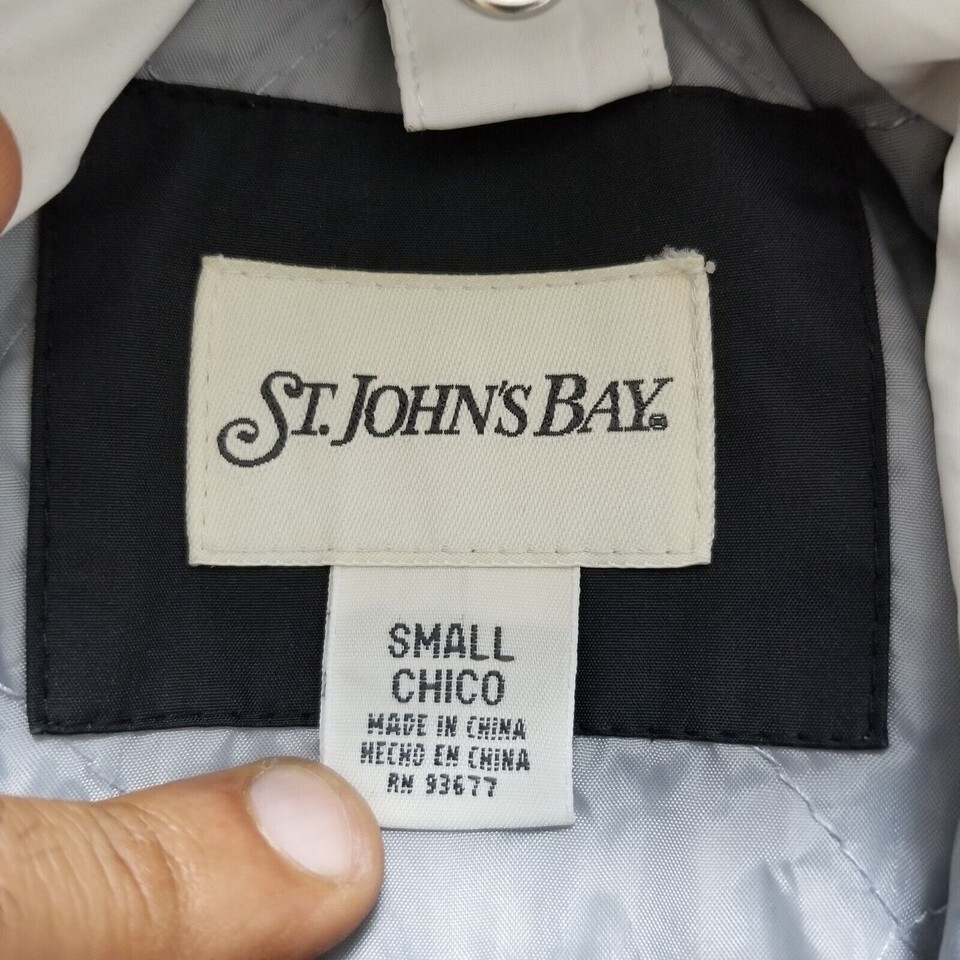 ST. JOHN'S BAY
SMALL
CHICO
MADE IN CHINA
HECHO EN CHINA
RN 93677